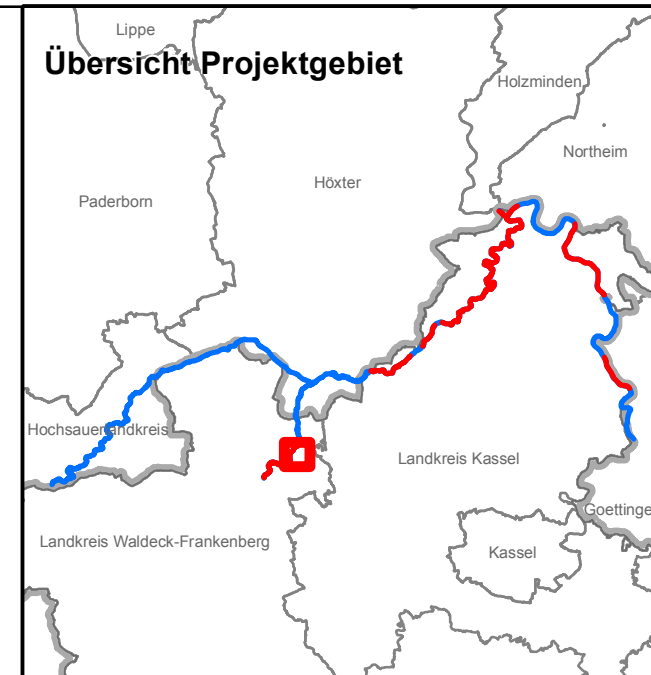 Lippe
Übersicht Projektgebiet
Holzminden
Northeim
Höxter
Paderborn
Hochsauerlandkreis
Landkreis Kassel
Goettinge
Landkreis Waldeck-Frankenberg
Kassel